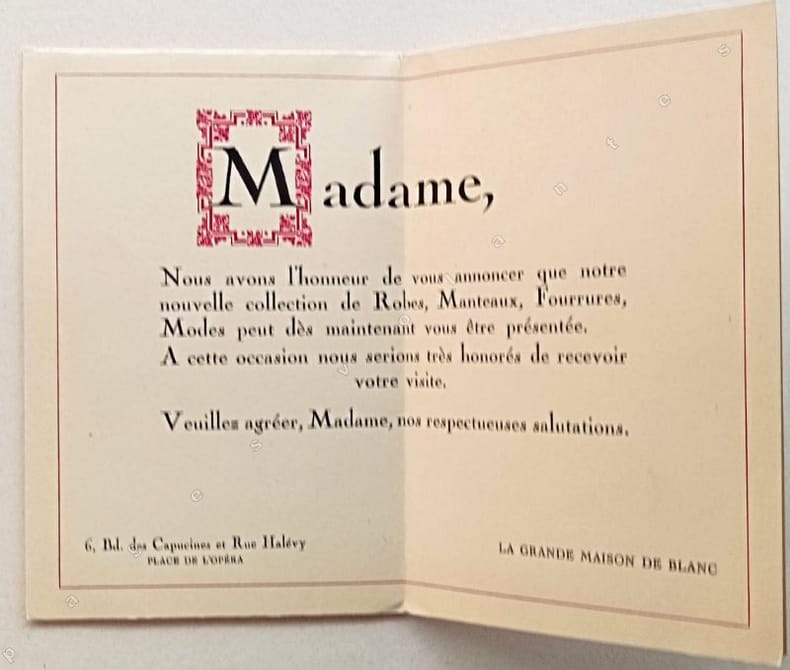 Madame,
Nous avons l'honneur de vous annoncer que notre
nouvelle collection de Robes, Manteaux, Fourrures,
Modes peut dès maintenant vous être présentée.
A cette occasion nous serions très honorés de recevoir
votre visite.
Veuillez agréer, Madame, nos respectueuses salutations.
6, Bd. des Capucines et Rue Halévy
PLACE DE L'OPÉRA
LA GRANDE MAISON DE BLANC